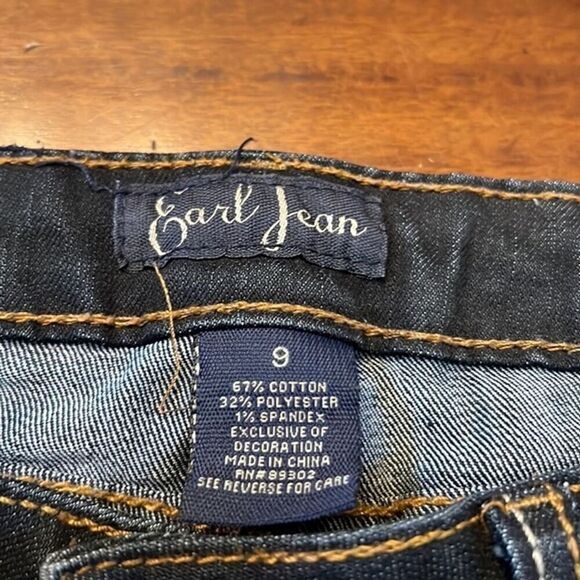 Earl Jean
9
67% COTTON
32% POLYESTER
1% SPANDEX
EXCLUSIVE OF
DECORATION
MADE IN CHINA
RN#89302
SEE REVERSE FOR CARE